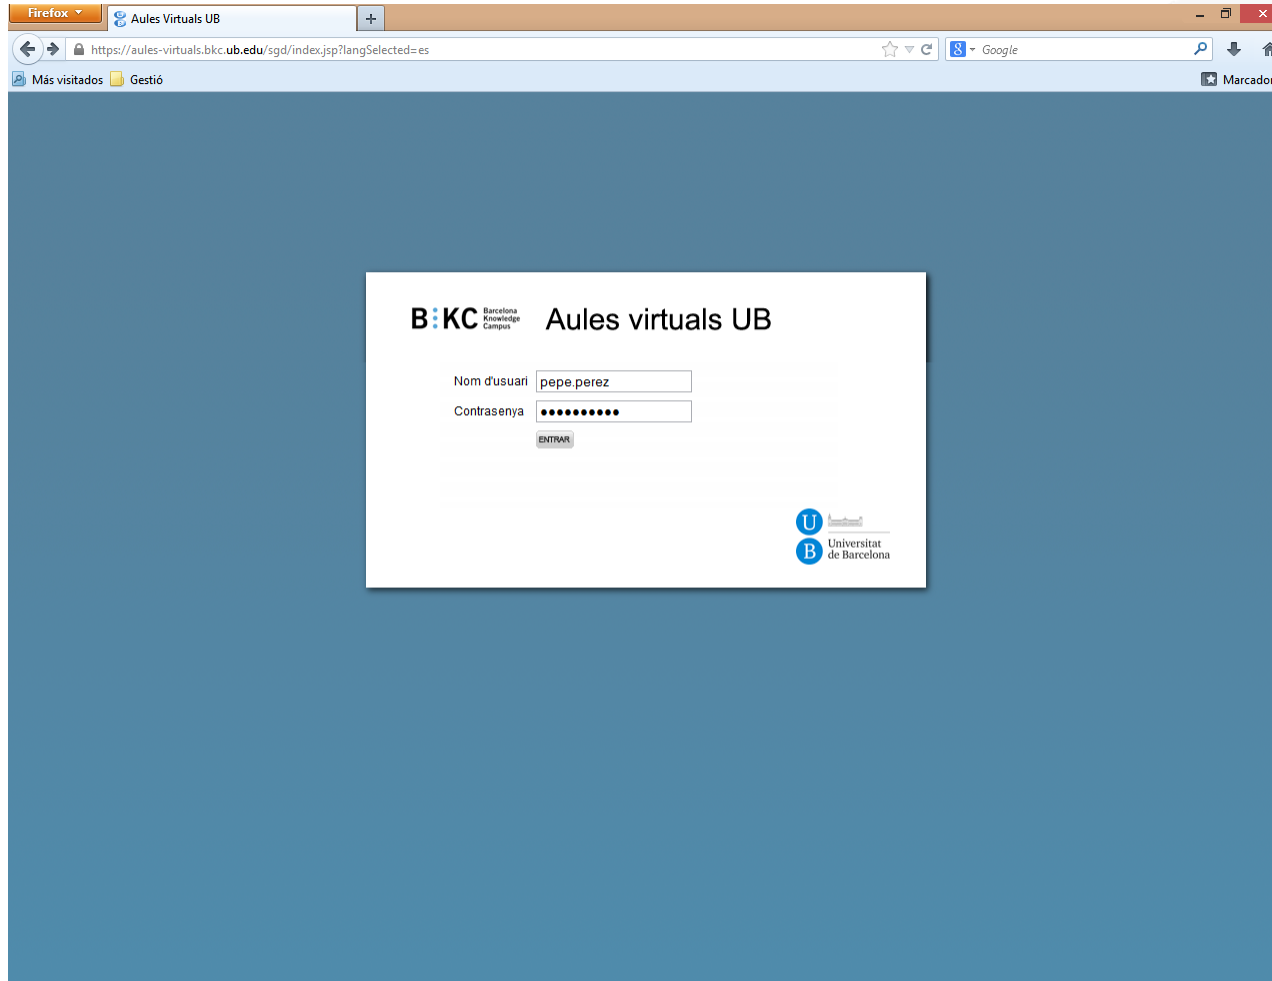 Firefox
Aules Virtuals UB
https://aules-virtuals.bkc.ub.edu/sgd/index.jsp?langSelected=es
8 Google
Más visitados Gestió Marcador
B KC Barcelona Knowledge Campus
Aules virtuals UB
Nom d'usuari pepe.perez
Contrasenya ●●●●●●●●●●
ENTRAR
U
B
Universitat
de Barcelona